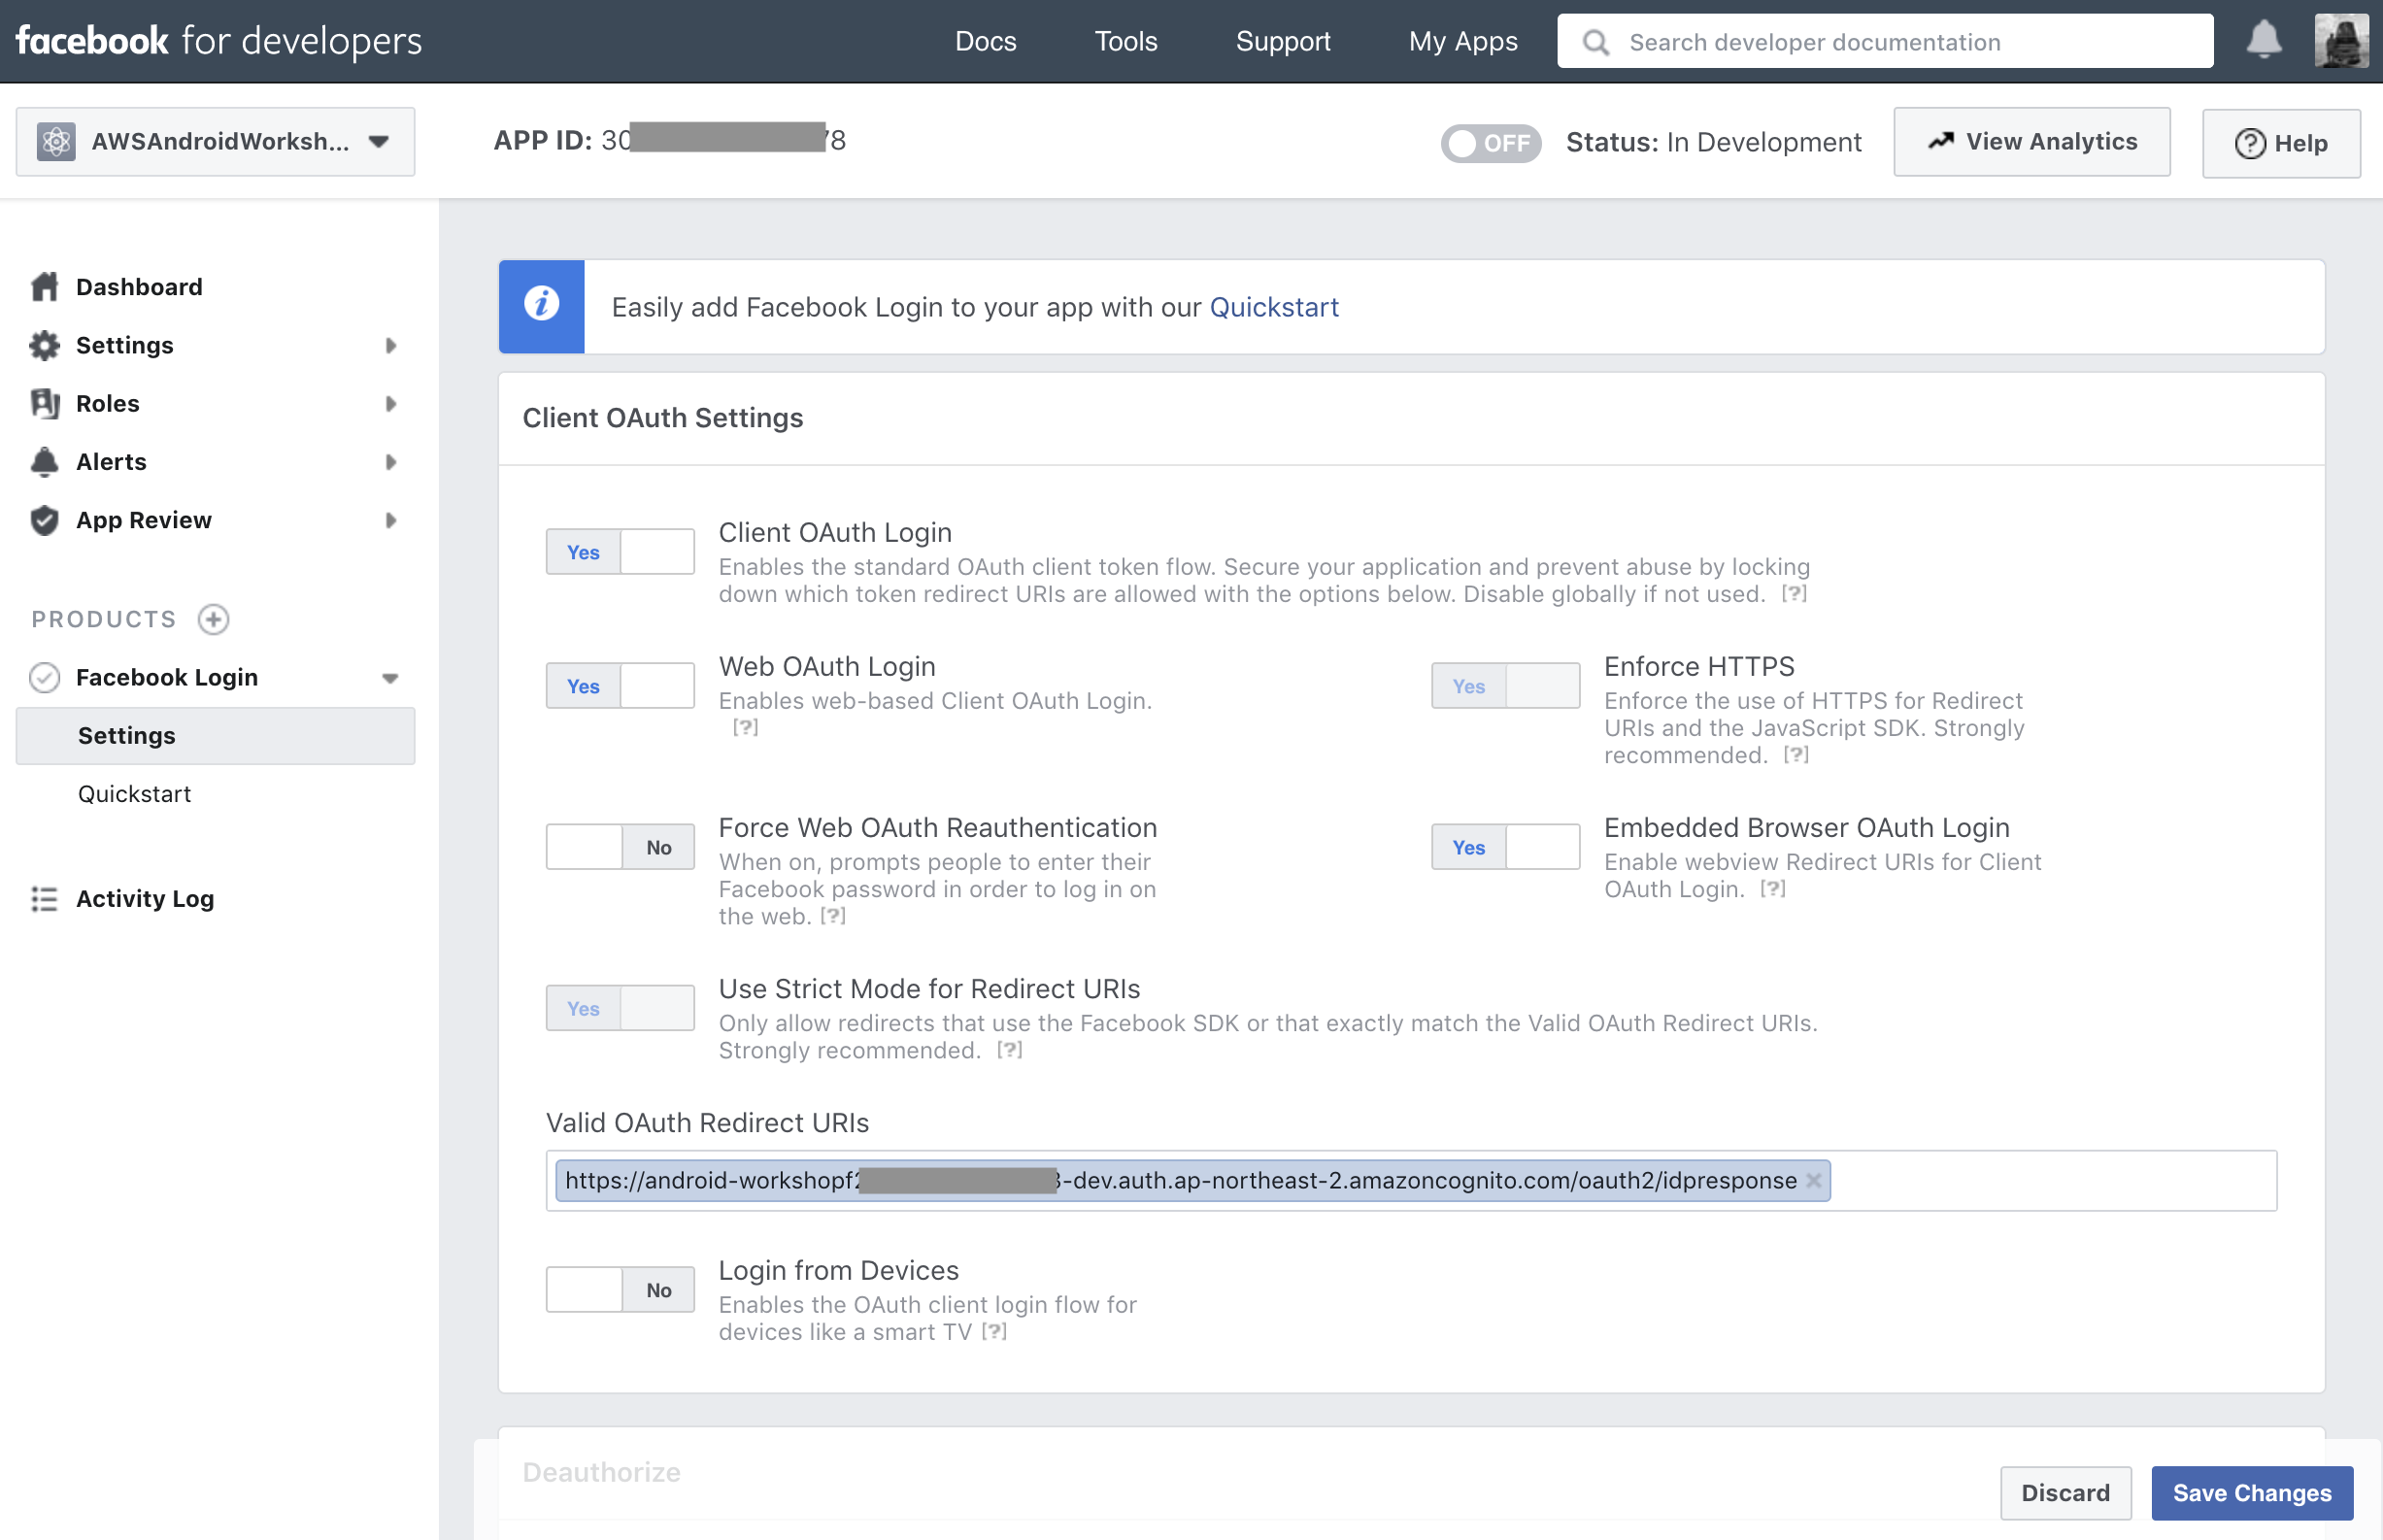 facebook for developers
Docs
Tools
Support
My Apps
Search developer documentation
AWSAndroidWorksh...
APP ID: 30 78
OFF
Status: In Development
View Analytics
Help
Dashboard
Settings
Roles
Alerts
App Review
PRODUCTS
Facebook Login
Settings
Quickstart
Activity Log
Easily add Facebook Login to your app with our Quickstart
Client OAuth Settings
Yes
Client OAuth Login
Enables the standard OAuth client token flow. Secure your application and prevent abuse by locking
down which token redirect URIs are allowed with the options below. Disable globally if not used. [?]
Yes
Web OAuth Login
Enables web-based Client OAuth Login.
[?]
Yes
Enforce HTTPS
Enforce the use of HTTPS for Redirect
URIs and the JavaScript SDK. Strongly
recommended. [?]
No
Force Web OAuth Reauthentication
When on, prompts people to enter their
Facebook password in order to log in on
the web. [?]
Yes
Embedded Browser OAuth Login
Enable webview Redirect URIs for Client
OAuth Login. [?]
Yes
Use Strict Mode for Redirect URIs
Only allow redirects that use the Facebook SDK or that exactly match the Valid OAuth Redirect URIs.
Strongly recommended. [?]
Valid OAuth Redirect URIs
https://android-workshopf -dev.auth.ap-northeast-2.amazoncognito.com/oauth2/idpresponse
No
Login from Devices
Enables the OAuth client login flow for
devices like a smart TV [?]
Deauthorize
Discard
Save Changes